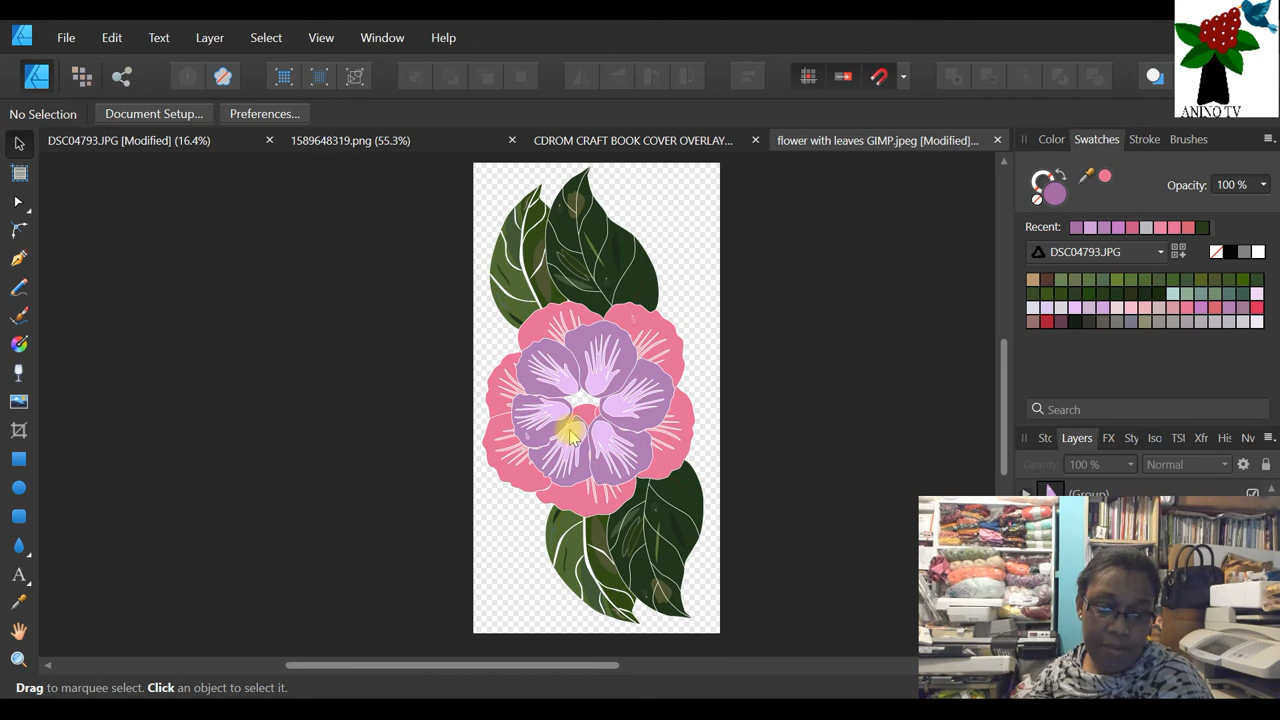 File Edit Text Layer Select View Window Help
ANINO TV
No Selection Document Setup... Preferences...
DSC04793.JPG [Modified] (16.4%) 1589648319.png (55.3%) CDROM CRAFT BOOK COVER OVERLAY... flower with leaves GIMP.jpeg [Modified]...
Color Swatches Stroke Brushes
Opacity: 100 %
Recent:
DSC04793.JPG
Search
Stc Layers FX Sty Iso TSI Xfr His Nv
Opacity: 100 % Normal
(Group)
A
Drag to marquee select. Click an object to select it.